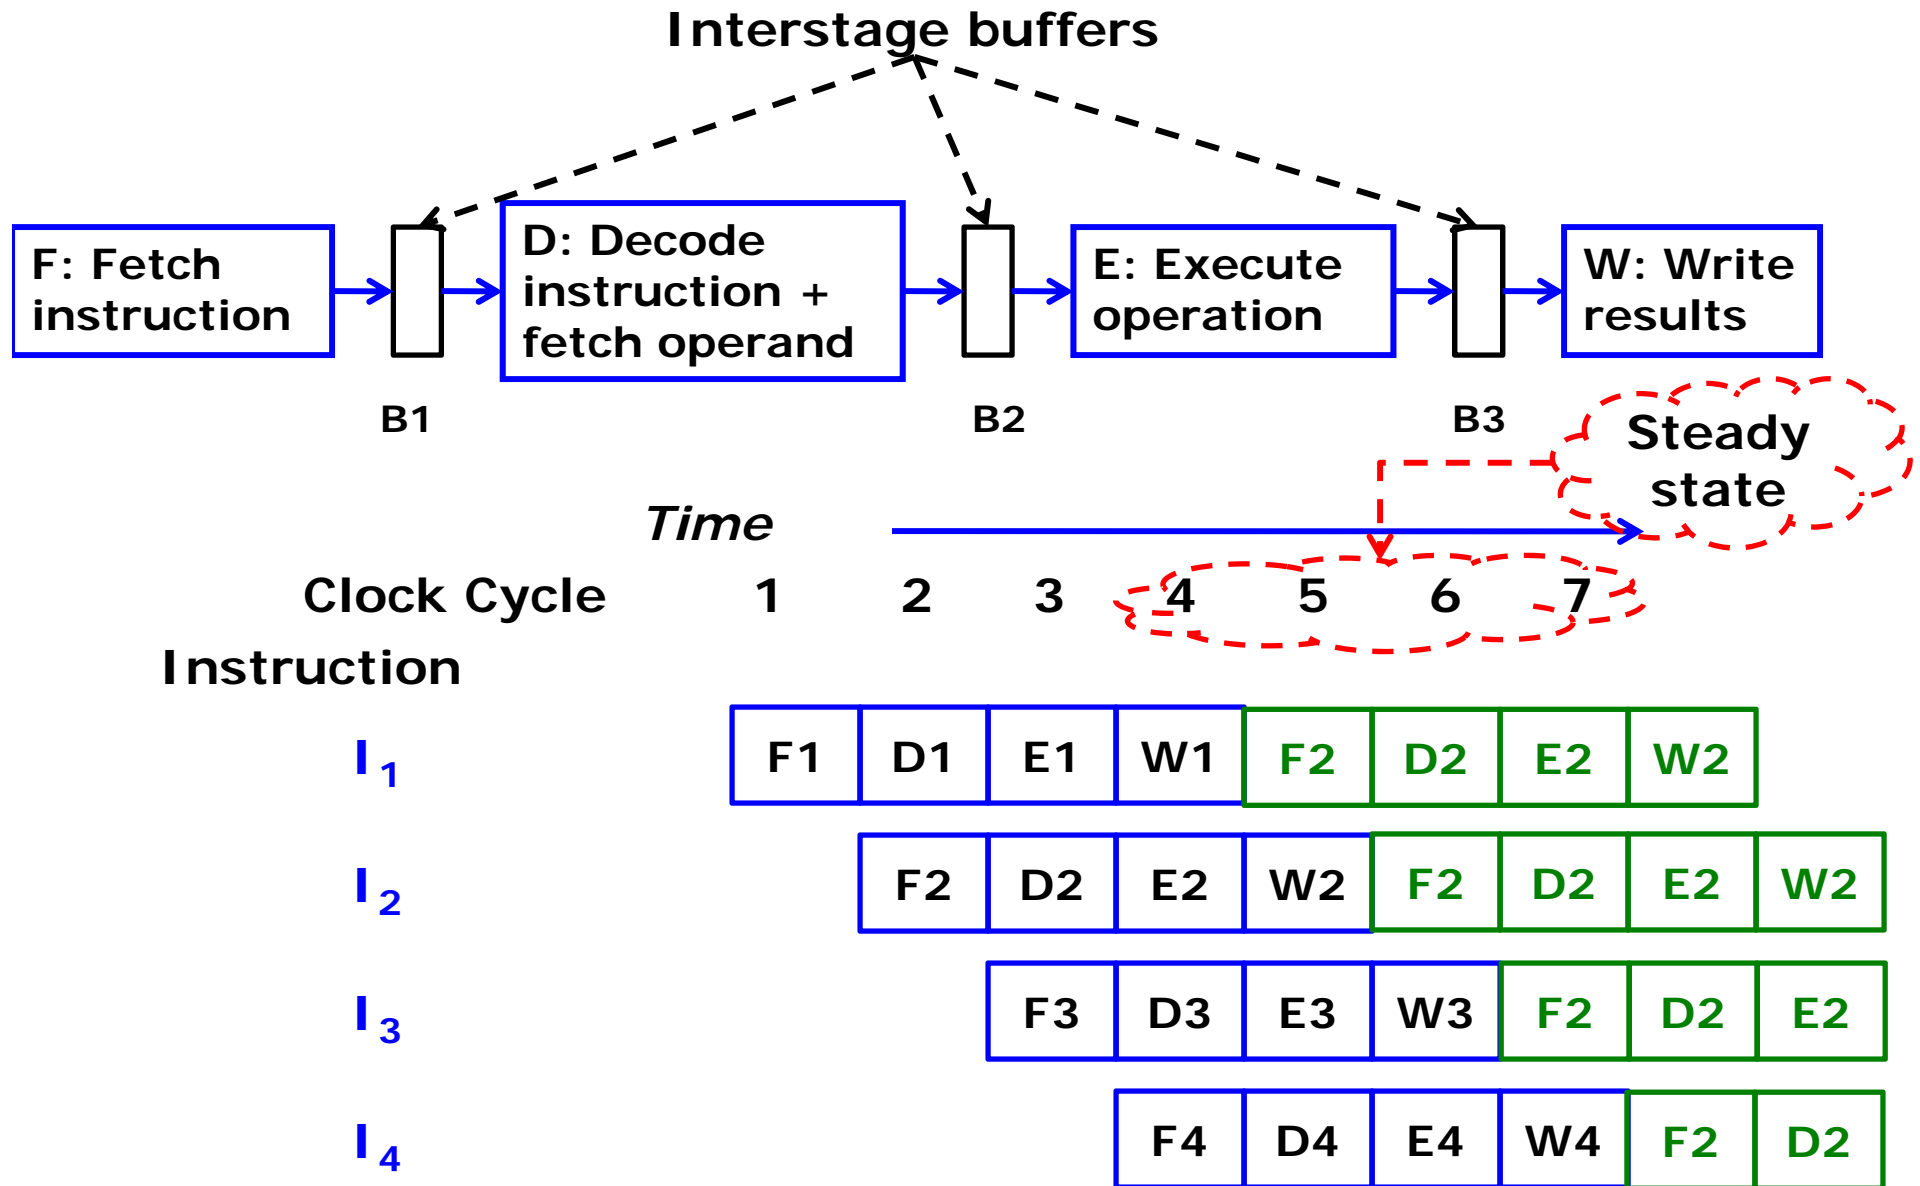 Interstage buffers
F: Fetch
instruction
D: Decode
instruction +
fetch operand
E: Execute
operation
W: Write
results
B1
B2
B3
Steady
state
Time
Clock Cycle 1 2 3 4 5 6 7
Instruction
I1 F1 D1 E1 W1 F2 D2 E2 W2
I2 F2 D2 E2 W2 F2 D2 E2 W2
I3 F3 D3 E3 W3 F2 D2 E2
I4 F4 D4 E4 W4 F2 D2